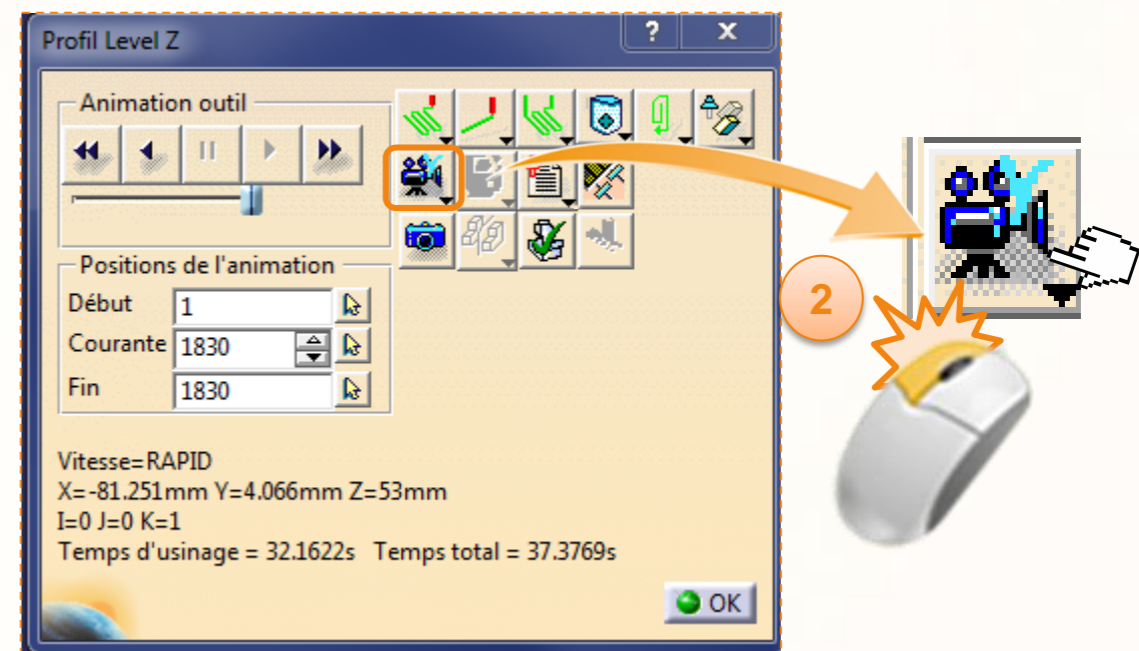 Profil Level Z
? x
Animation outil
Positions de l'animation
Début 1
Courante 1830
Fin 1830
Vitesse=RAPID
X=-81.251mm Y=4.066mm Z=53mm
I=0 J=0 K=1
Temps d'usinage = 32.1622s Temps total = 37.3769s
OK
2